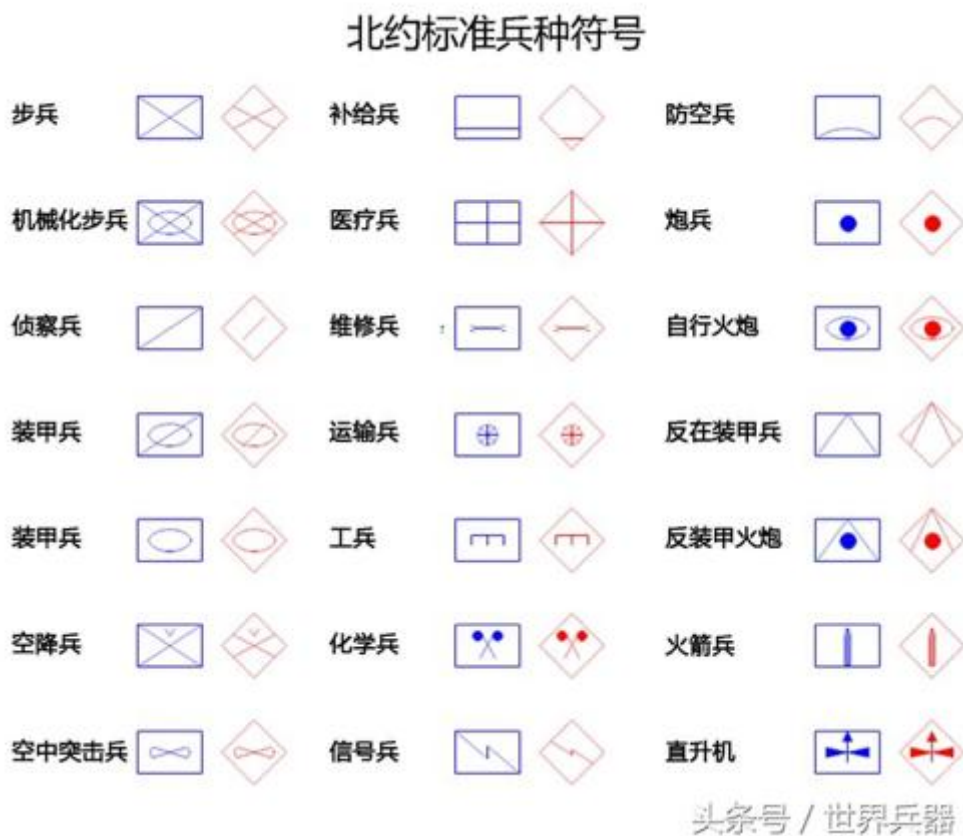 北约标准兵种符号
步兵 补给兵 防空兵
机械化步兵 医疗兵 炮兵
侦察兵 维修兵 自行火炮
装甲兵 运输兵 反在装甲兵
装甲兵 工兵 反装甲火炮
空降兵 化学兵 火箭兵
空中突击兵 信号兵 直升机
头条号 / 世界兵器